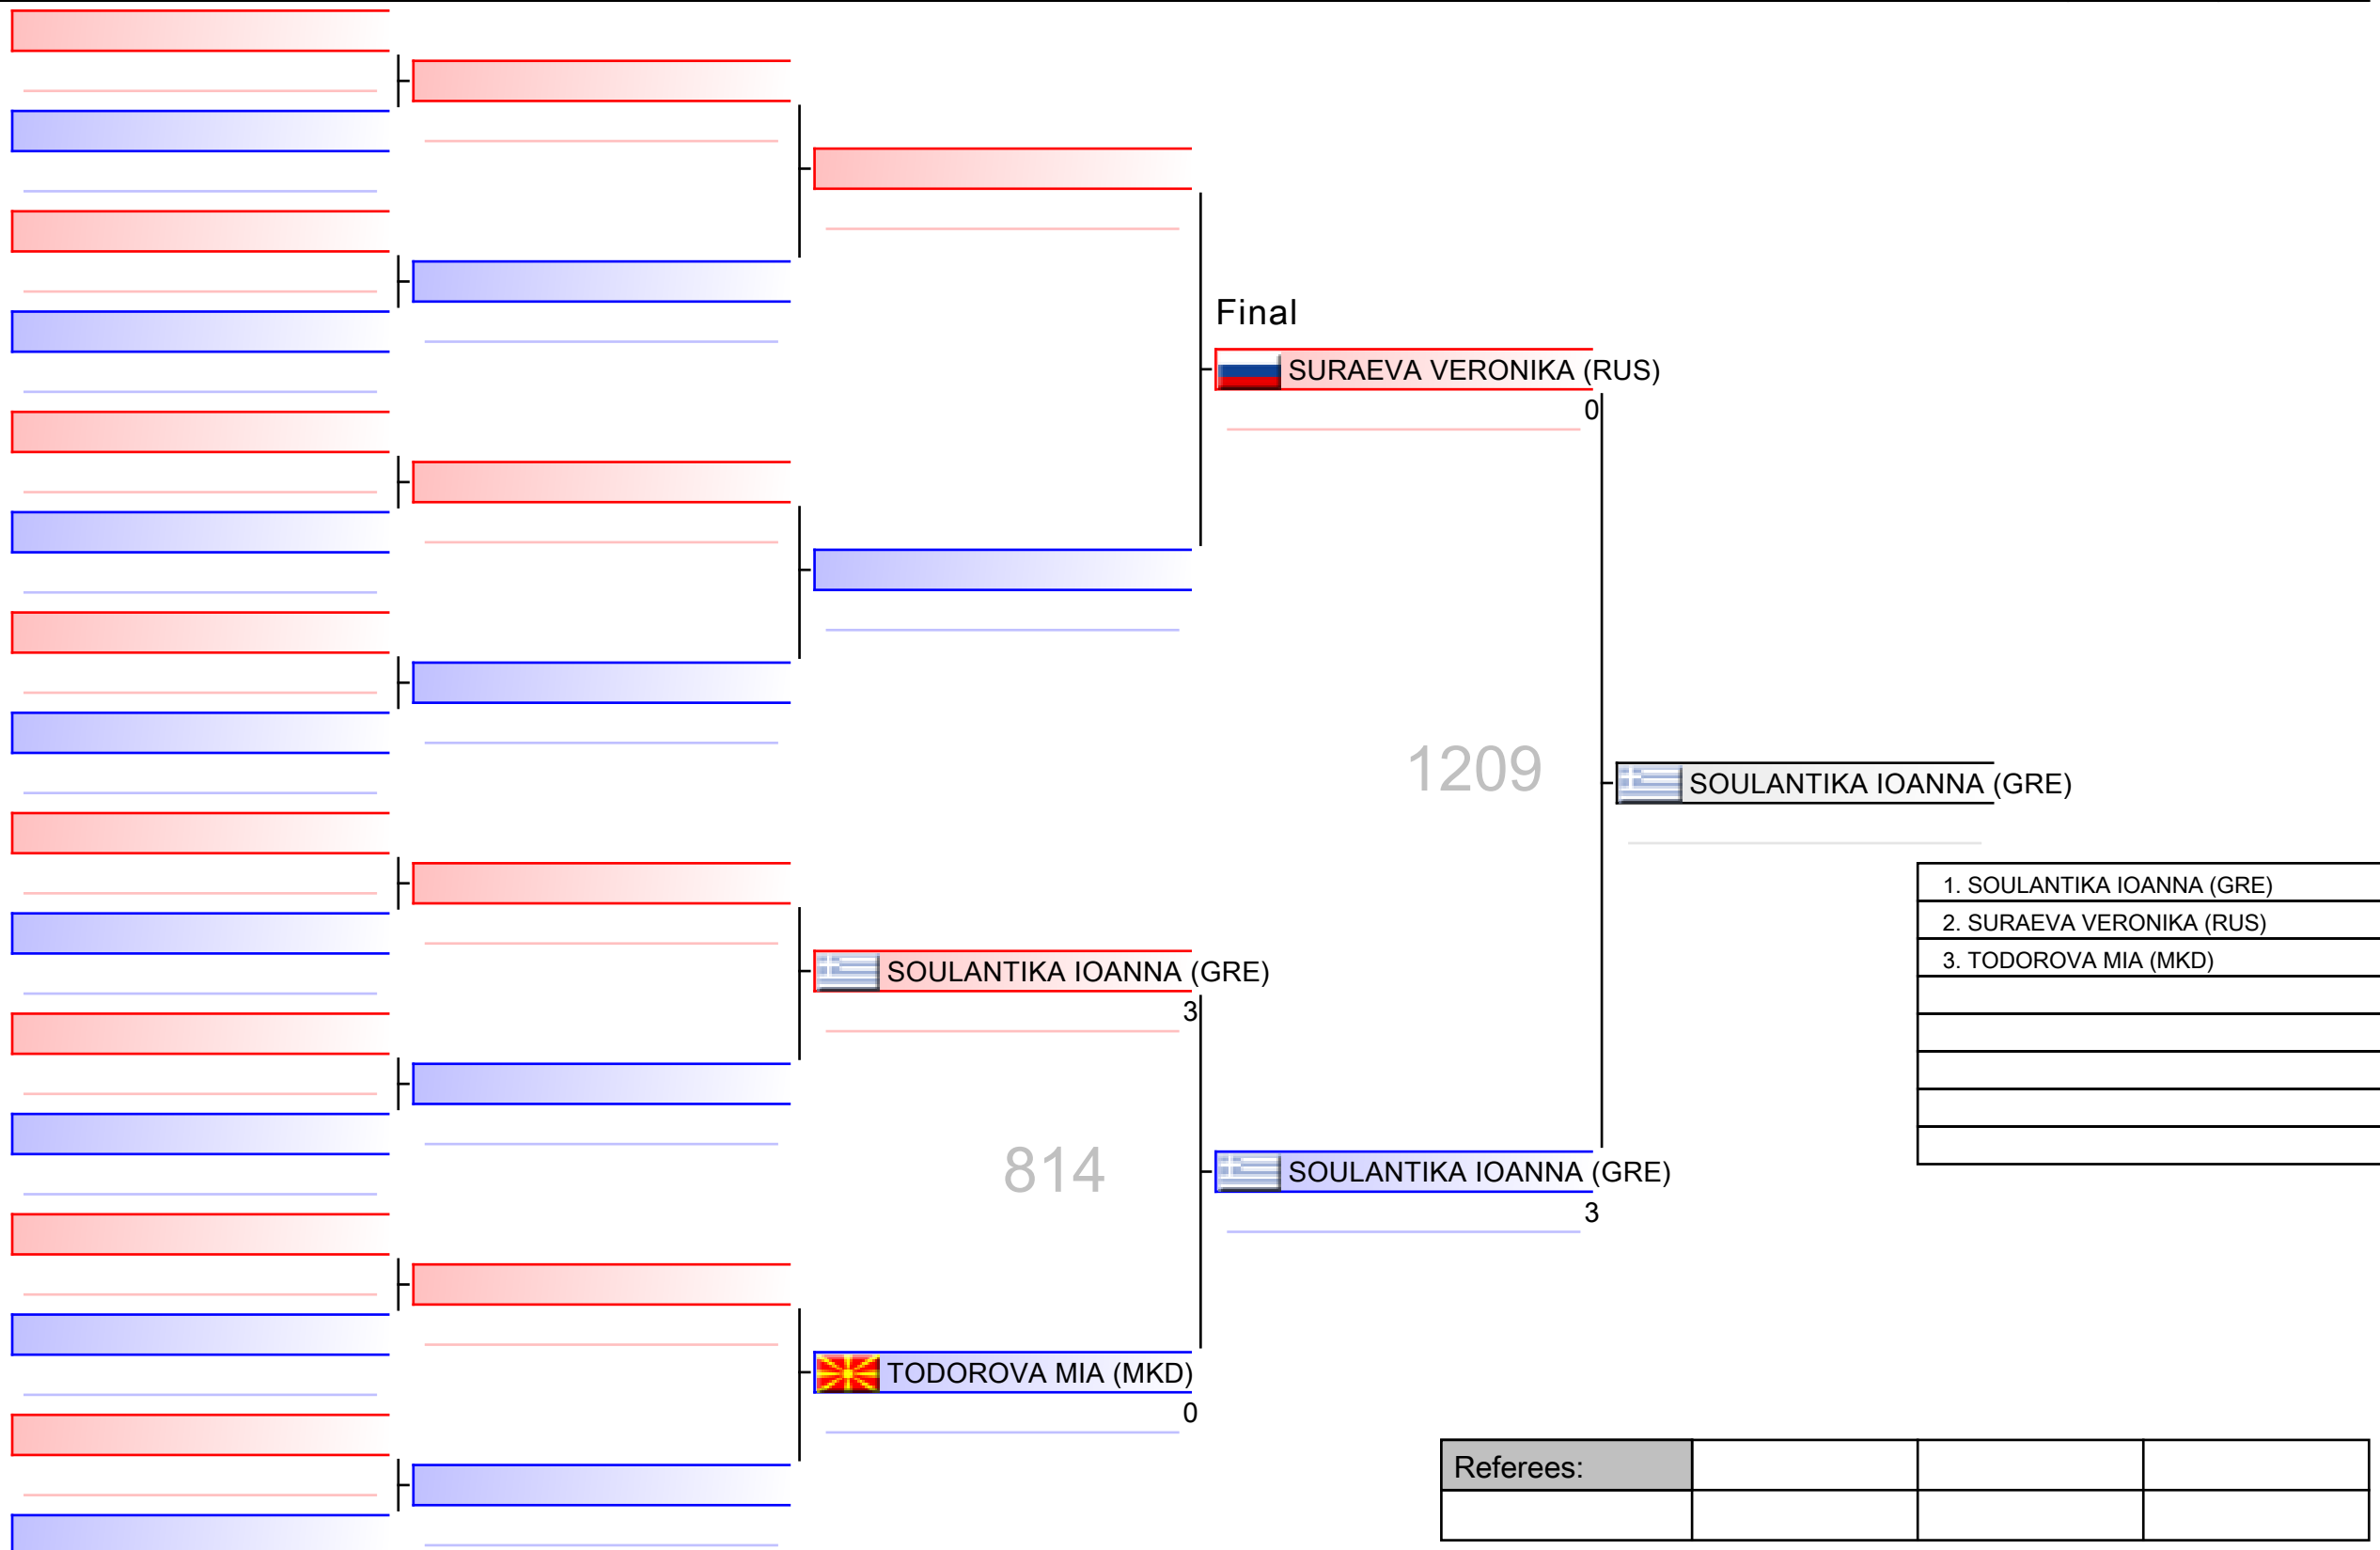 Final
SURAEVA VERONIKA (RUS)
0
1209
SOULANTIKA IOANNA (GRE)
1. SOULANTIKA IOANNA (GRE)
2. SURAEVA VERONIKA (RUS)
3. TODOROVA MIA (MKD)
SOULANTIKA IOANNA (GRE)
3
814
SOULANTIKA IOANNA (GRE)
3
TODOROVA MIA (MKD)
0
Referees: